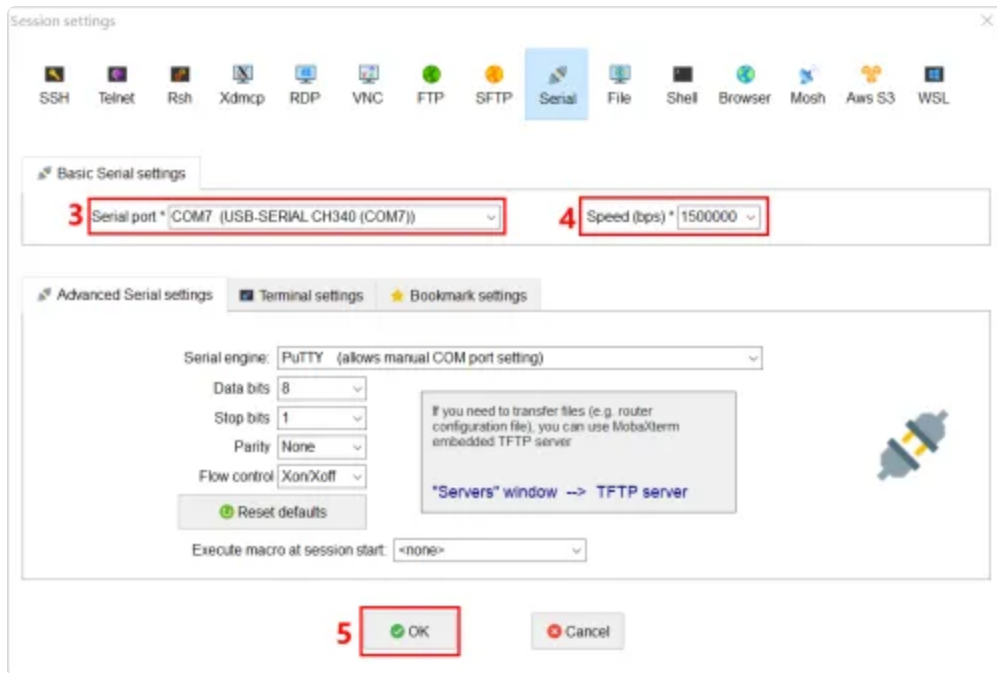 Session settings
SSH Telnet Rsh Xdmcp RDP VNC FTP SFTP Serial File Shell Browser Mosh Aws S3 WSL
Basic Serial settings
3 Serial port * COM7 (USB-SERIAL CH340 (COM7)) 4 Speed (bps) * 1500000
Advanced Serial settings Terminal settings Bookmark settings
Serial engine: PuTTY (allows manual COM port setting)
Data bits 8
Stop bits 1
Parity None
Flow control Xon/Xoff
Reset defaults
If you need to transfer files (e.g. router
configuration file), you can use MobaXterm
embedded TFTP server
"Servers" window --> TFTP server
Execute macro at session start: <none>
5 OK Cancel